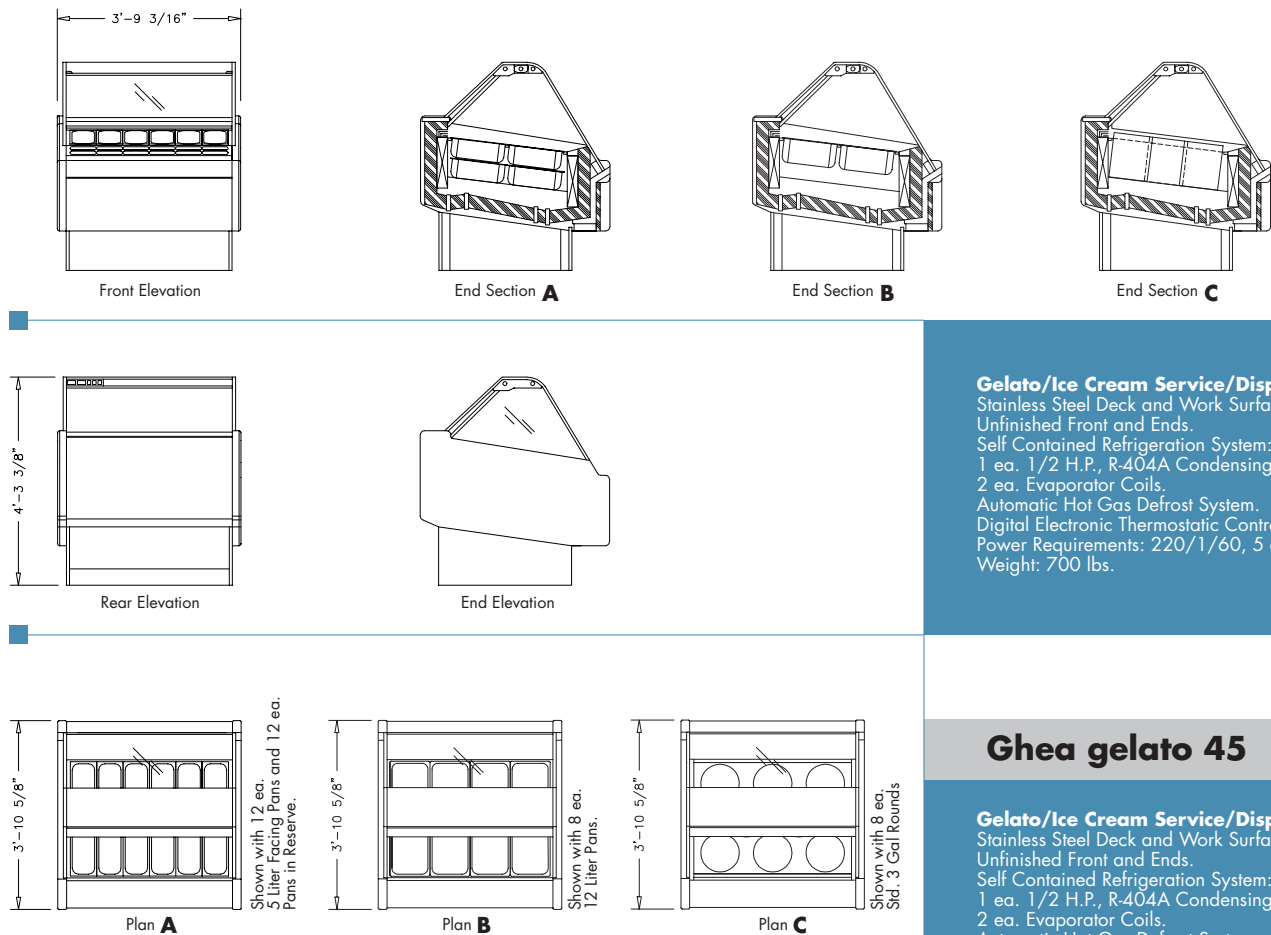 3'-9 3/16"
Front Elevation
End Section A
End Section B
End Section C
4'-3 3/8"
Rear Elevation
End Elevation
Gelato/Ice Cream Service/Disp
Stainless Steel Deck and Work Surfa
Unfinished Front and Ends.
Self Contained Refrigeration System:
1 ea. 1/2 H.P., R-404A Condensing
2 ea. Evaporator Coils.
Automatic Hot Gas Defrost System.
Digital Electronic Thermostatic Contr
Power Requirements: 220/1/60, 5
Weight: 700 lbs.
3'-10 5/8"
Shown with 12 ea.
5 Liter Facing Pans and 12 ea.
Pans in Reserve.
Plan A
3'-10 5/8"
Shown with 8 ea.
12 Liter Pans.
Plan B
3'-10 5/8"
Shown with 8 ea.
Std. 3 Gal Rounds
Plan C
Ghea gelato 45
Gelato/Ice Cream Service/Disp
Stainless Steel Deck and Work Surfa
Unfinished Front and Ends.
Self Contained Refrigeration System:
1 ea. 1/2 H.P., R-404A Condensing
2 ea. Evaporator Coils.